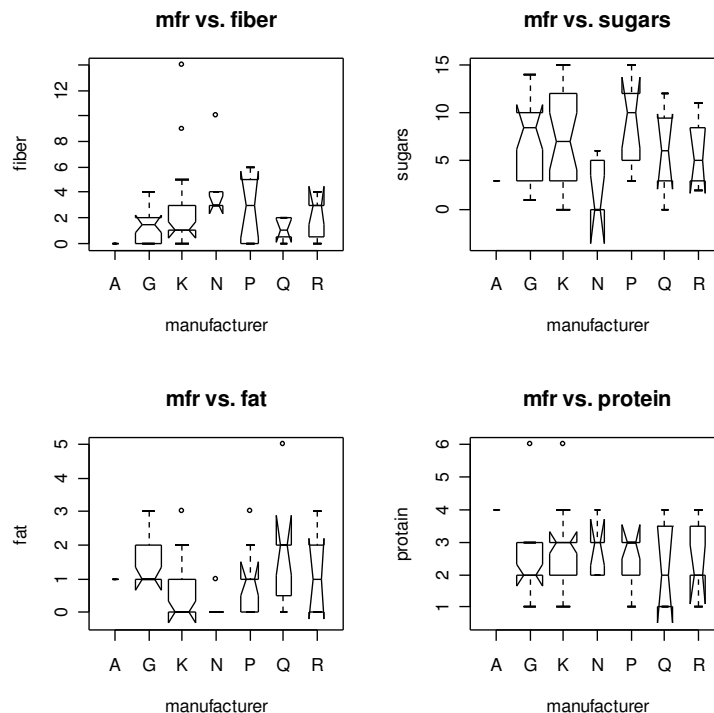 mfr vs. fiber
fiber
0 2 4 6 8 12
A G K N P Q R
manufacturer
mfr vs. sugars
sugars
0 5 10 15
A G K N P Q R
manufacturer
mfr vs. fat
fat
0 1 2 3 4 5
A G K N P Q R
manufacturer
mfr vs. protein
protain
1 2 3 4 5 6
A G K N P Q R
manufacturer